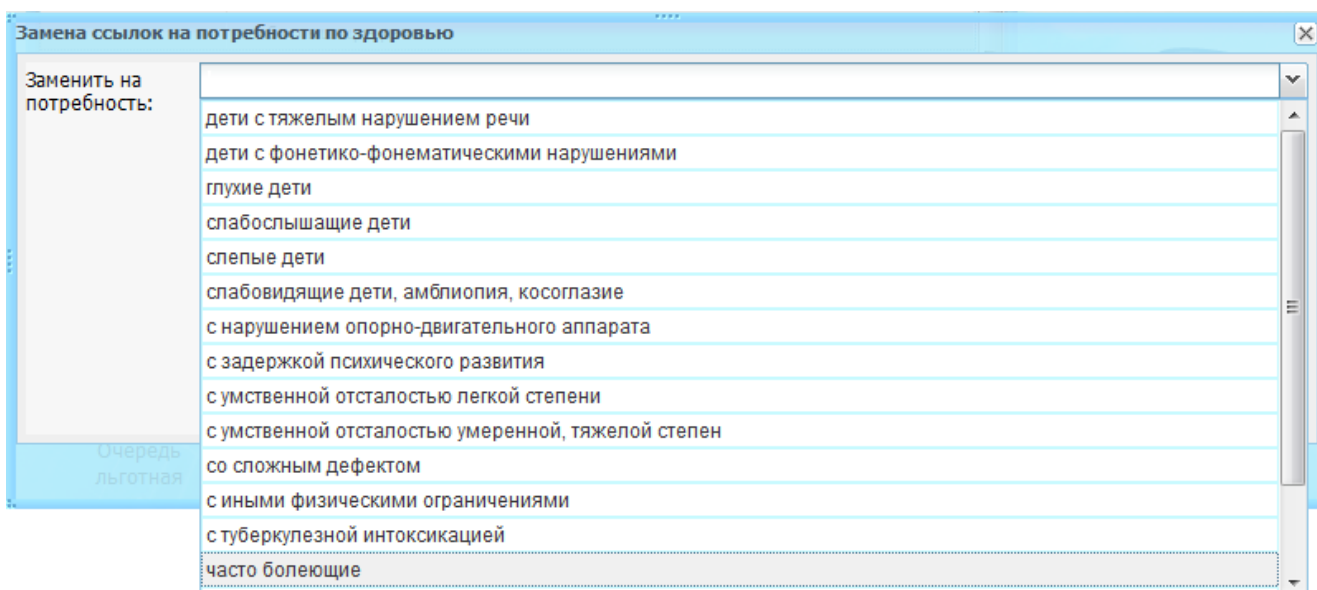 Замена ссылок на потребности по здоровью
Заменить на
потребность:
дети с тяжелым нарушением речи
дети с фонетико-фонематическими нарушениями
глухие дети
слабослышащие дети
слепые дети
слабовидящие дети, амблиопия, косоглазие
с нарушением опорно-двигательного аппарата
с задержкой психического развития
с умственной отсталостью легкой степени
с умственной отсталостью умеренной, тяжелой степен
со сложным дефектом
с иными физическими ограничениями
с туберкулезной интоксикацией
часто болеющие
Очередь
льготная